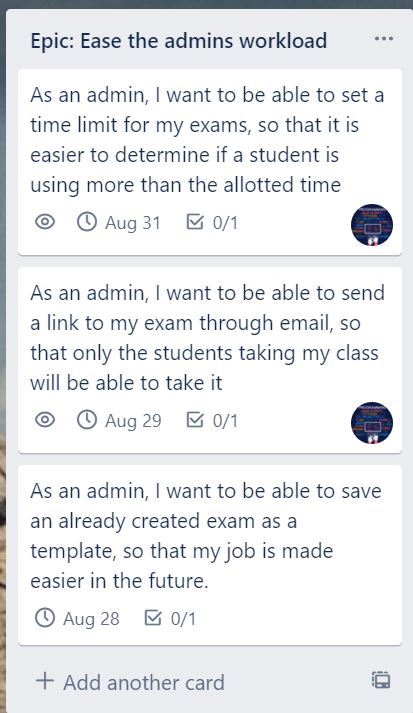 Epic: Ease the admins workload
As an admin, I want to be able to set a
time limit for my exams, so that it is
easier to determine if a student is
using more than the allotted time
Aug 31 0/1
As an admin, I want to be able to send
a link to my exam through email, so
that only the students taking my class
will be able to take it
Aug 29 0/1
As an admin, I want to be able to save
an already created exam as a
template, so that my job is made
easier in the future.
Aug 28 0/1
+ Add another card